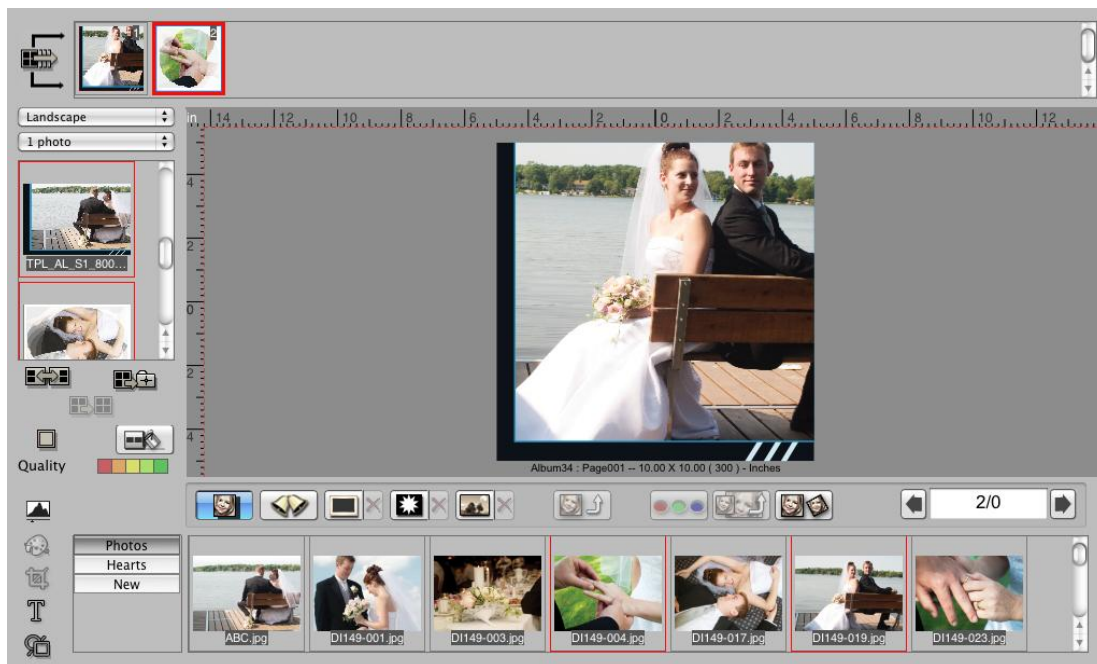 1
2
Landscape
1 photo
in 14 12 10 8 6 4 2 0 2 4 6 8 10 12
4
2
0
2
4
TPL_AL_S1_800...
Album34 : Page001 -- 10.00 X 10.00 ( 300 ) - Inches
Quality
2/0
Photos
Hearts
New
T
ABC.jpg
DI149-001.jpg
DI149-003.jpg
DI149-004.jpg
DI149-017.jpg
DI149-019.jpg
DI149-023.jpg